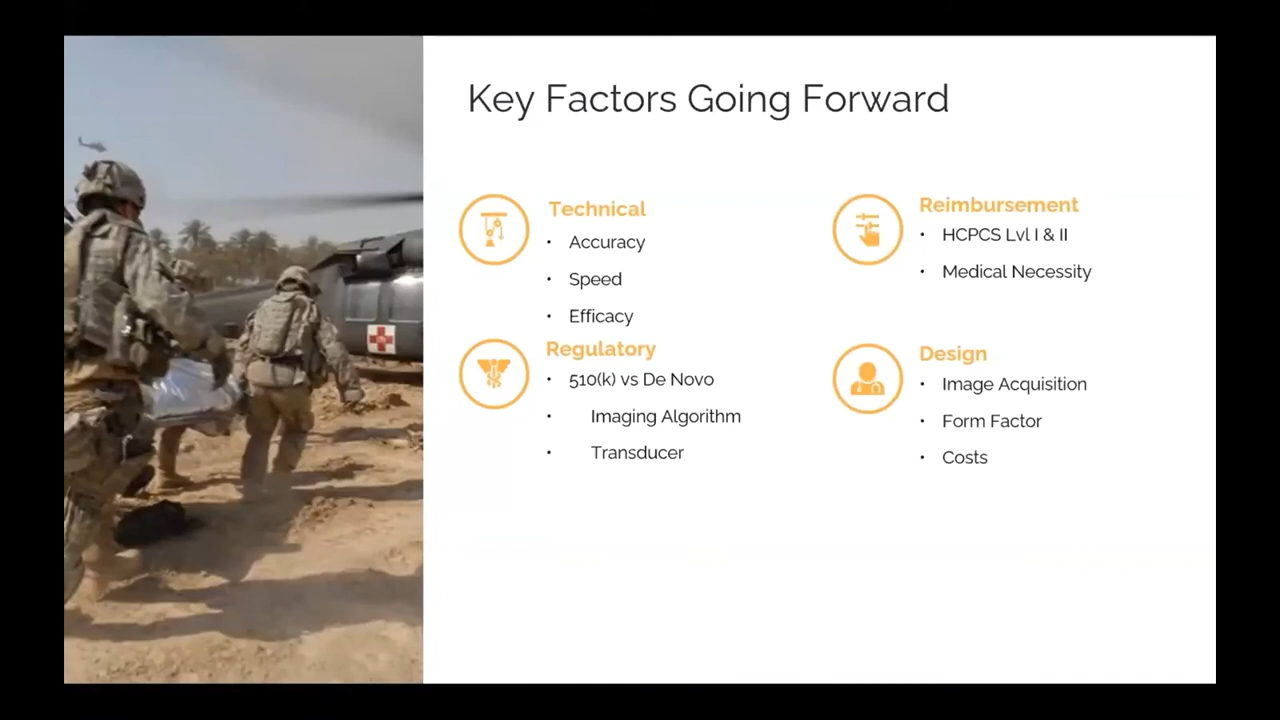 Key Factors Going Forward
Technical
• Accuracy
• Speed
• Efficacy
Regulatory
• 510(k) vs De Novo
• Imaging Algorithm
• Transducer
Reimbursement
• HCPCS Lvl I & II
• Medical Necessity
Design
• Image Acquisition
• Form Factor
• Costs